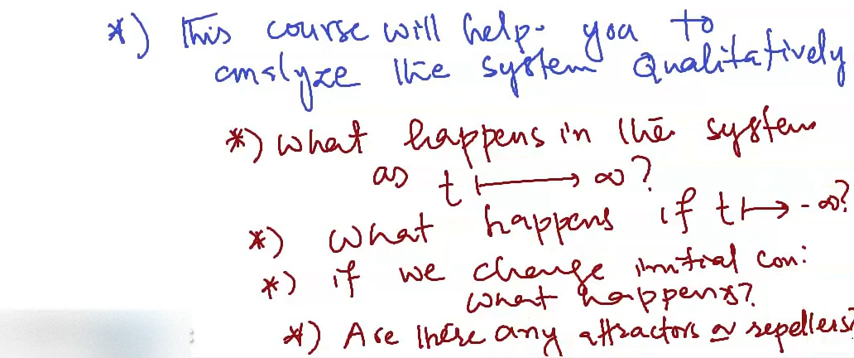 *) This course will help you to
analyze the system Qualitatively
*) What happens in the system
as t ↦ ∞?
*) What happens if t ↦ -∞?
*) if we change initial con:
what happens?
*) Are there any attractors or repellers?